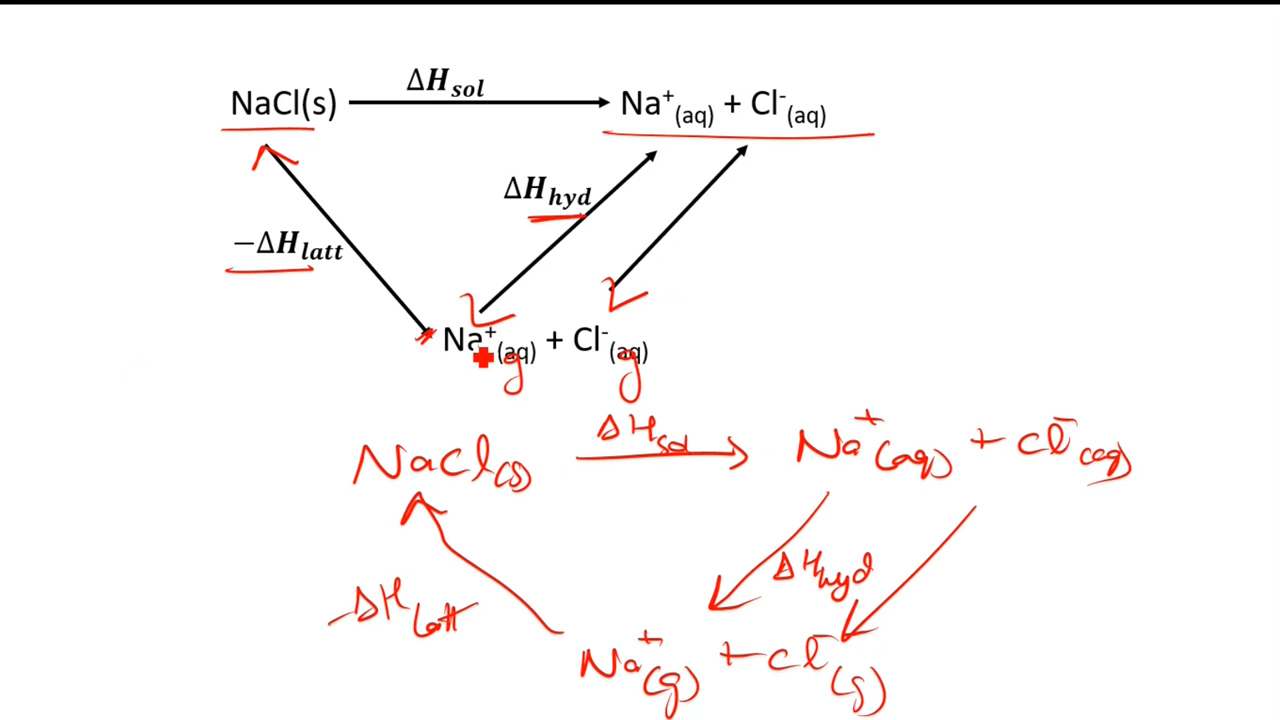 NaCl(s) ΔHsol Na+(aq) + Cl-(aq)
ΔHhyd
−ΔHlatt
Na+(aq) + Cl-(aq)
g g
NaCl(s) ΔHsol Na+(aq) + Cl-(aq)
ΔHhyd
-ΔHlatt
Na+(g) + Cl-(g)